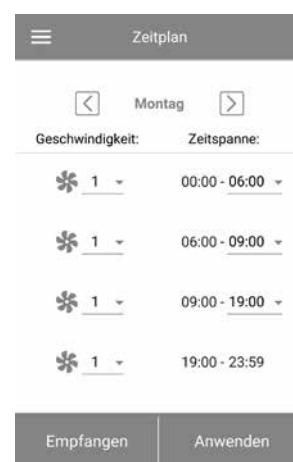 Zeitplan
Montag
Geschwindigkeit: Zeitspanne:
1 00:00 - 06:00
1 06:00 - 09:00
1 09:00 - 19:00
1 19:00 - 23:59
Empfangen Anwenden